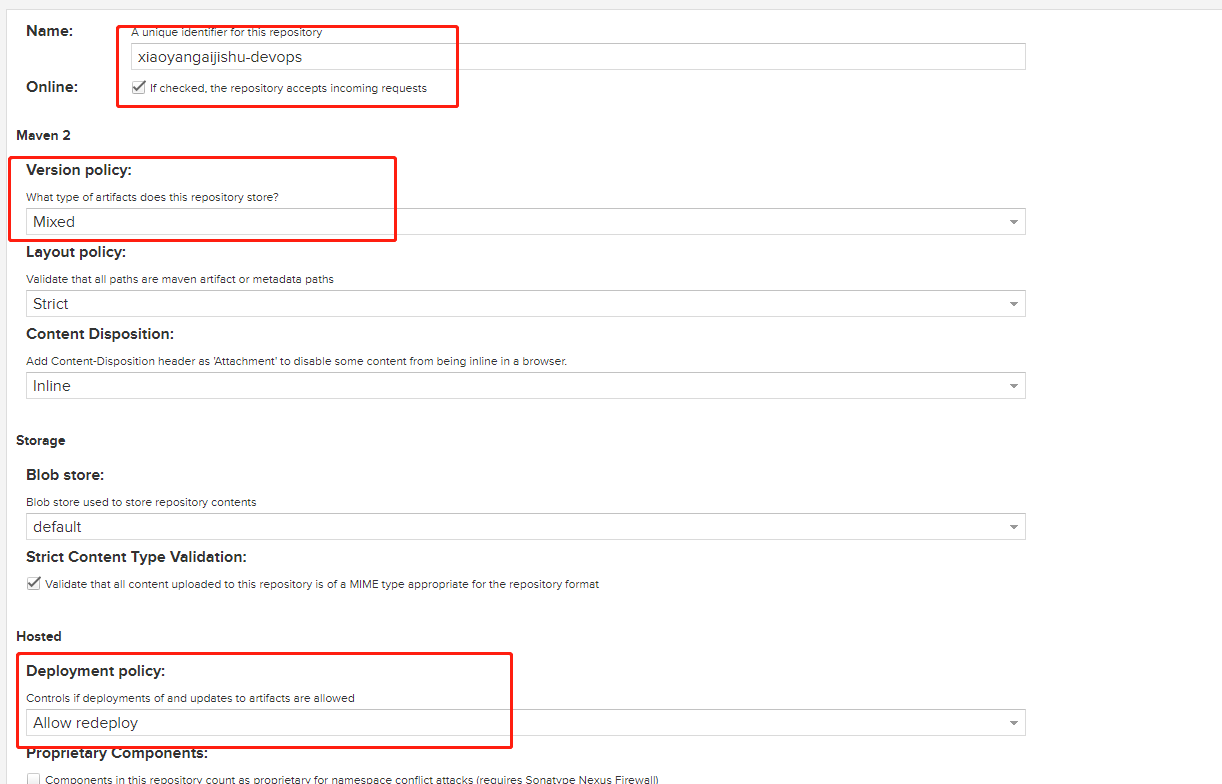 Name:
A unique identifier for this repository
xiaoyangaijishu-devops
Online:
If checked, the repository accepts incoming requests
Maven 2
Version policy:
What type of artifacts does this repository store?
Mixed
Layout policy:
Validate that all paths are maven artifact or metadata paths
Strict
Content Disposition:
Add Content-Disposition header as 'Attachment' to disable some content from being inline in a browser.
Inline
Storage
Blob store:
Blob store used to store repository contents
default
Strict Content Type Validation:
Validate that all content uploaded to this repository is of a MIME type appropriate for the repository format
Hosted
Deployment policy:
Controls if deployments of and updates to artifacts are allowed
Allow redeploy
Proprietary Components:
Components in this repository count as proprietary for namespace conflict attacks (requires Sonatype Nexus Firewall)